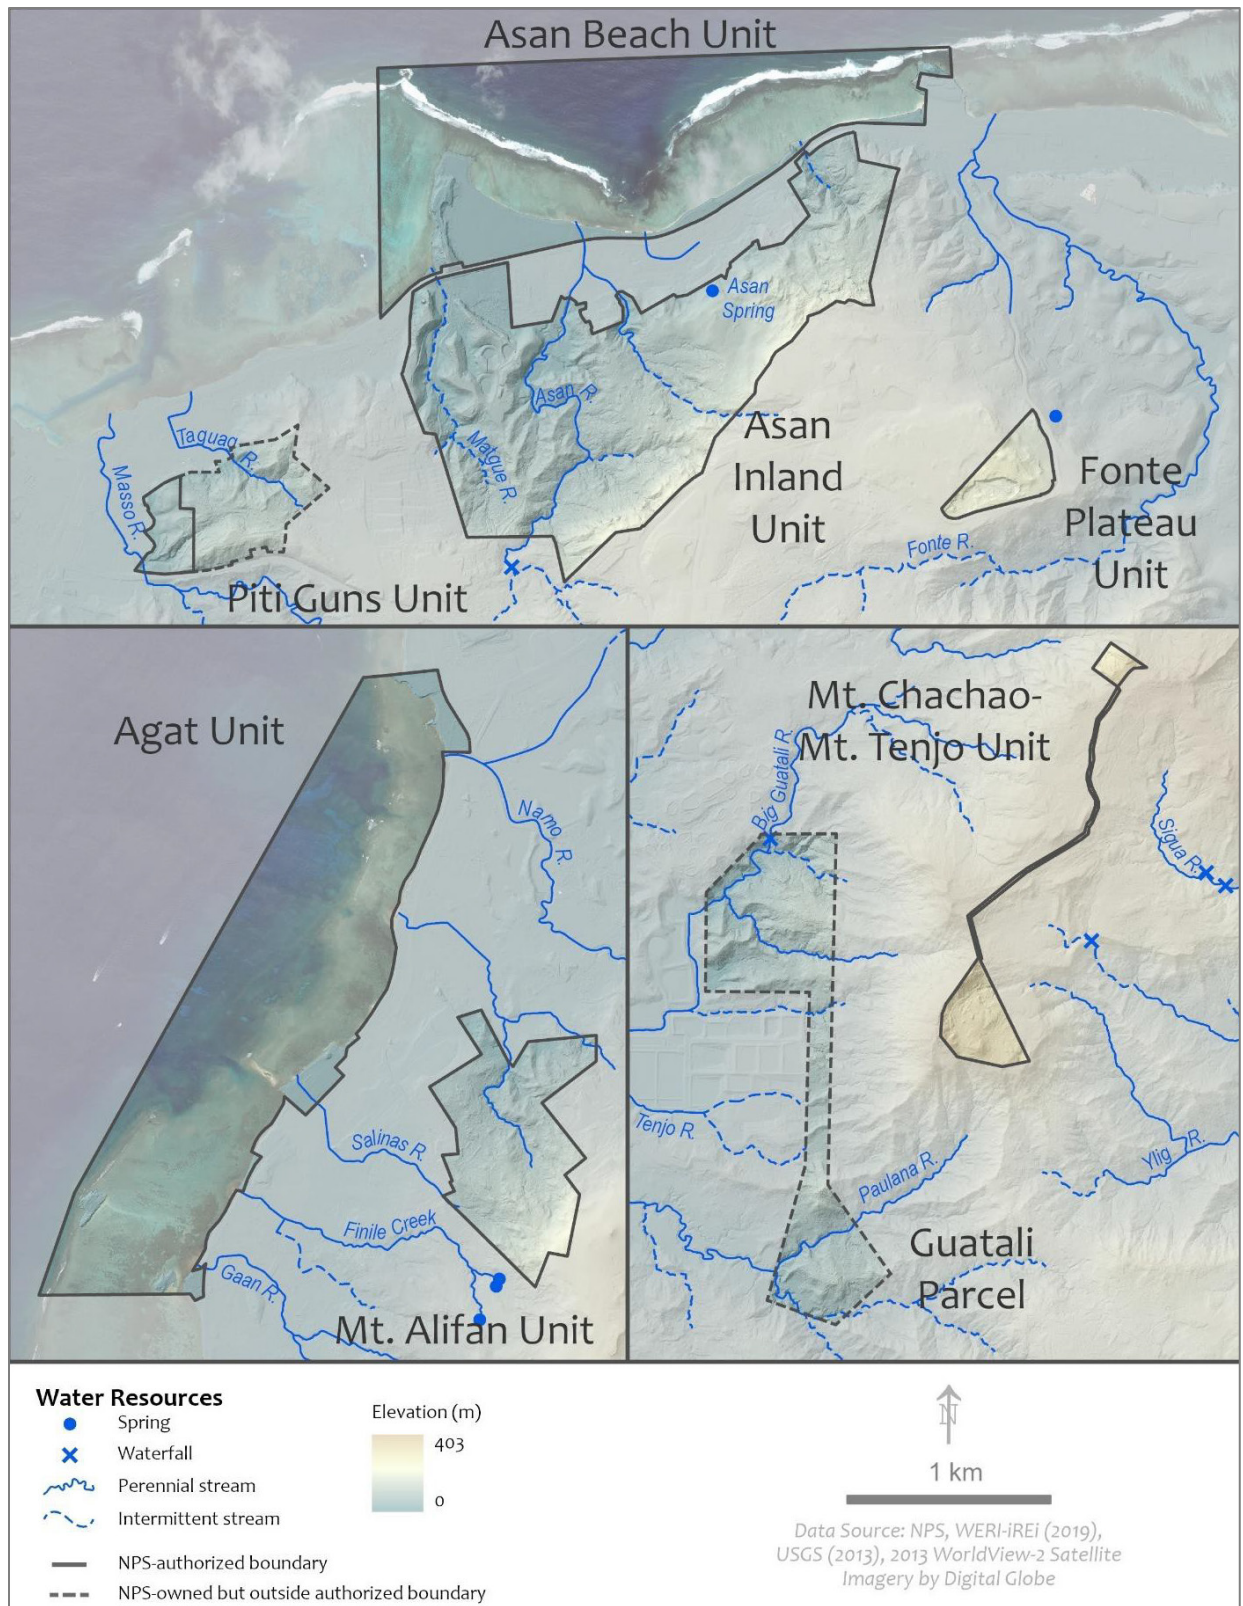 Asan Beach Unit
Asan
Spring
Asan R.
Matgue R.
Taguag R.
Masso R.
Asan
Inland
Unit
Fonte
Plateau
Unit
Fonte R.
Piti Guns Unit
Agat Unit
Namo R.
Salinas R.
Finile Creek
Gaan R.
Mt. Alifan Unit
Mt. Chachao-
Mt. Tenjo Unit
Big Guatali R.
Sigua R.
Tenjo R.
Paulana R.
Ylig R.
Guatali
Parcel
Water Resources
Spring
Waterfall
Perennial stream
Intermittent stream
NPS-authorized boundary
NPS-owned but outside authorized boundary
Elevation (m)
403
0
N
1 km
Data Source: NPS, WERI-iREi (2019),
USGS (2013), 2013 WorldView-2 Satellite
Imagery by Digital Globe